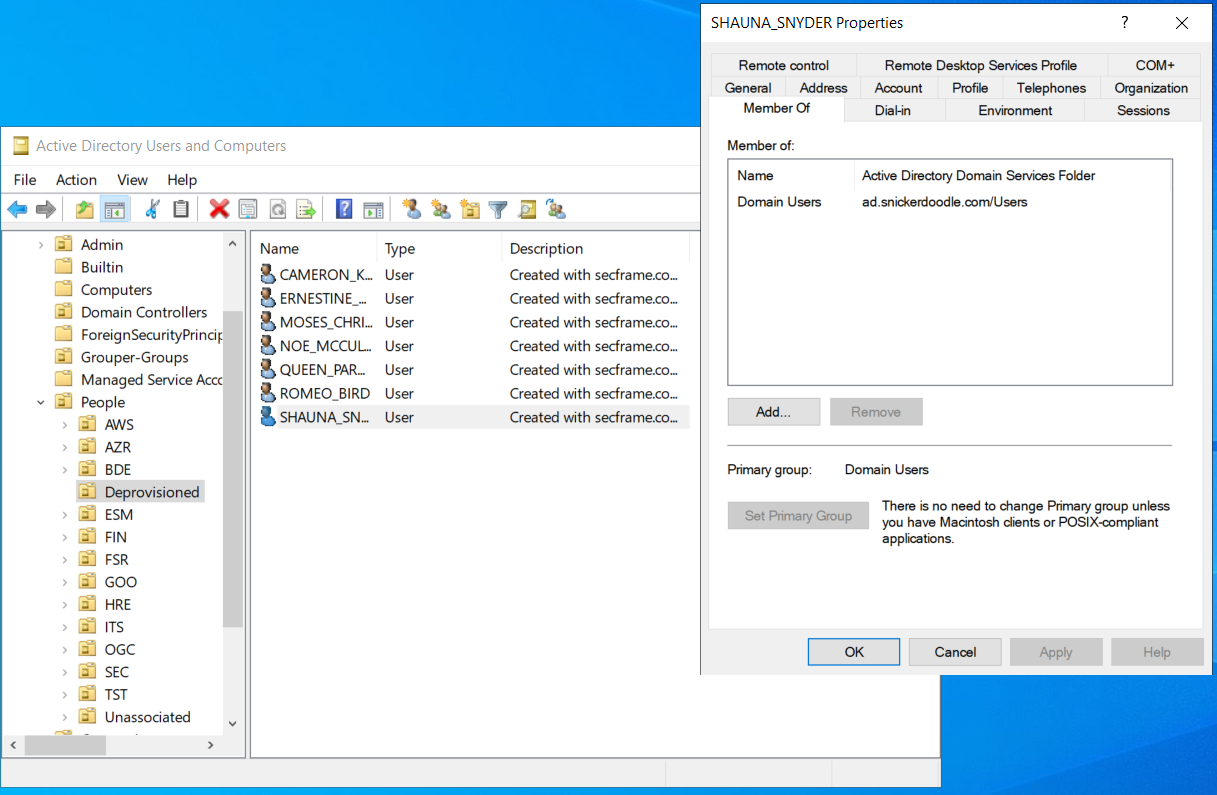 SHAUNA_SNYDER Properties
?
Remote control Remote Desktop Services Profile COM+
General Address Account Profile Telephones Organization
Member Of Dial-in Environment Sessions
Member of:
Name Active Directory Domain Services Folder
Domain Users ad.snickerdoodle.com/Users
Add... Remove
Primary group: Domain Users
Set Primary Group
There is no need to change Primary group unless
you have Macintosh clients or POSIX-compliant
applications.
OK Cancel Apply Help
Active Directory Users and Computers
File Action View Help
Admin
Builtin
Computers
Domain Controllers
ForeignSecurityPrincip
Grouper-Groups
Managed Service Acc
People
AWS
AZR
BDE
Deprovisioned
ESM
FIN
FSR
GOO
HRE
ITS
OGC
SEC
TST
Unassociated
Name Type Description
CAMERON_K... User Created with secframe.co...
ERNESTINE_... User Created with secframe.co...
MOSES_CHRI... User Created with secframe.co...
NOE_MCCUL... User Created with secframe.co...
QUEEN_PAR... User Created with secframe.co...
ROMEO_BIRD User Created with secframe.co...
SHAUNA_SN... User Created with secframe.co...